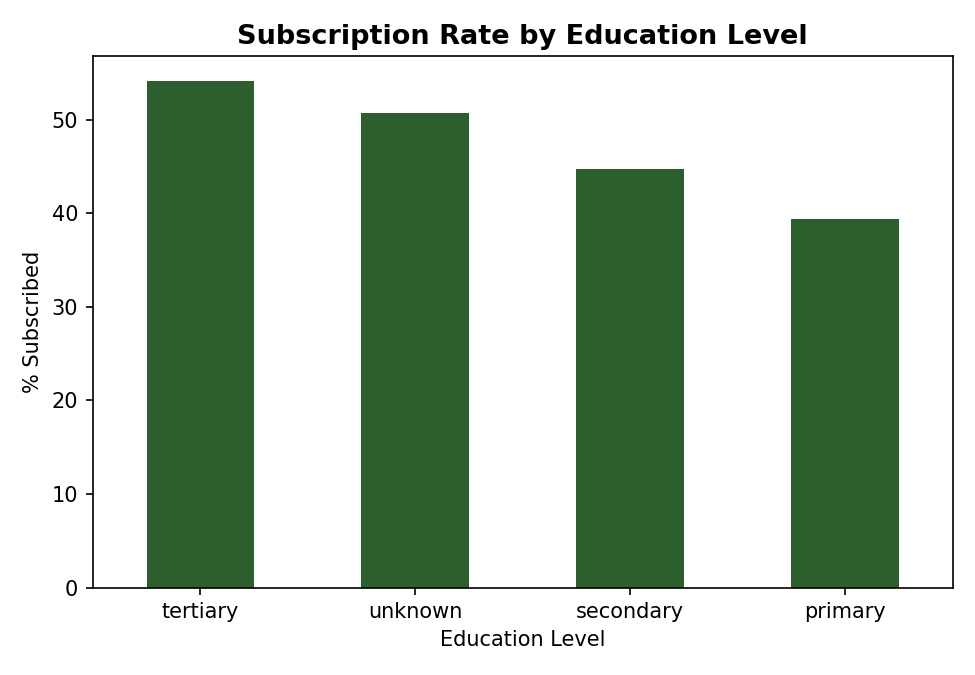 Subscription Rate by Education Level
% Subscribed
50
40
30
20
10
0
tertiary unknown secondary primary
Education Level